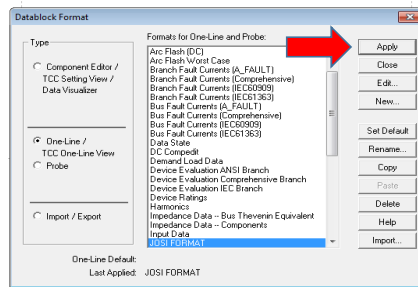 Datablock Format
Type
Component Editor /
TCC Setting View /
Data Visualizer
One-Line /
TCC One-Line View
Probe
Import / Export
Formats for One-Line and Probe:
Arc Flash (DC)
Arc Flash Worst Case
Branch Fault Currents (A_FAULT)
Branch Fault Currents (Comprehensive)
Branch Fault Currents (IEC60909)
Branch Fault Currents (IEC61363)
Bus Fault Currents (A_FAULT)
Bus Fault Currents (Comprehensive)
Bus Fault Currents (IEC60909)
Bus Fault Currents (IEC61363)
Data State
DC Compedit
Demand Load Data
Device Evaluation ANSI Branch
Device Evaluation Comprehensive Branch
Device Evaluation IEC Branch
Device Ratings
Harmonics
Impedance Data -- Bus Thevenin Equivalent
Impedance Data -- Components
Input Data
JOSI FORMAT
Apply
Close
Edit...
New...
Set Default
Rename...
Copy
Paste
Delete
Help
Import...
One-Line Default:
Last Applied: JOSI FORMAT